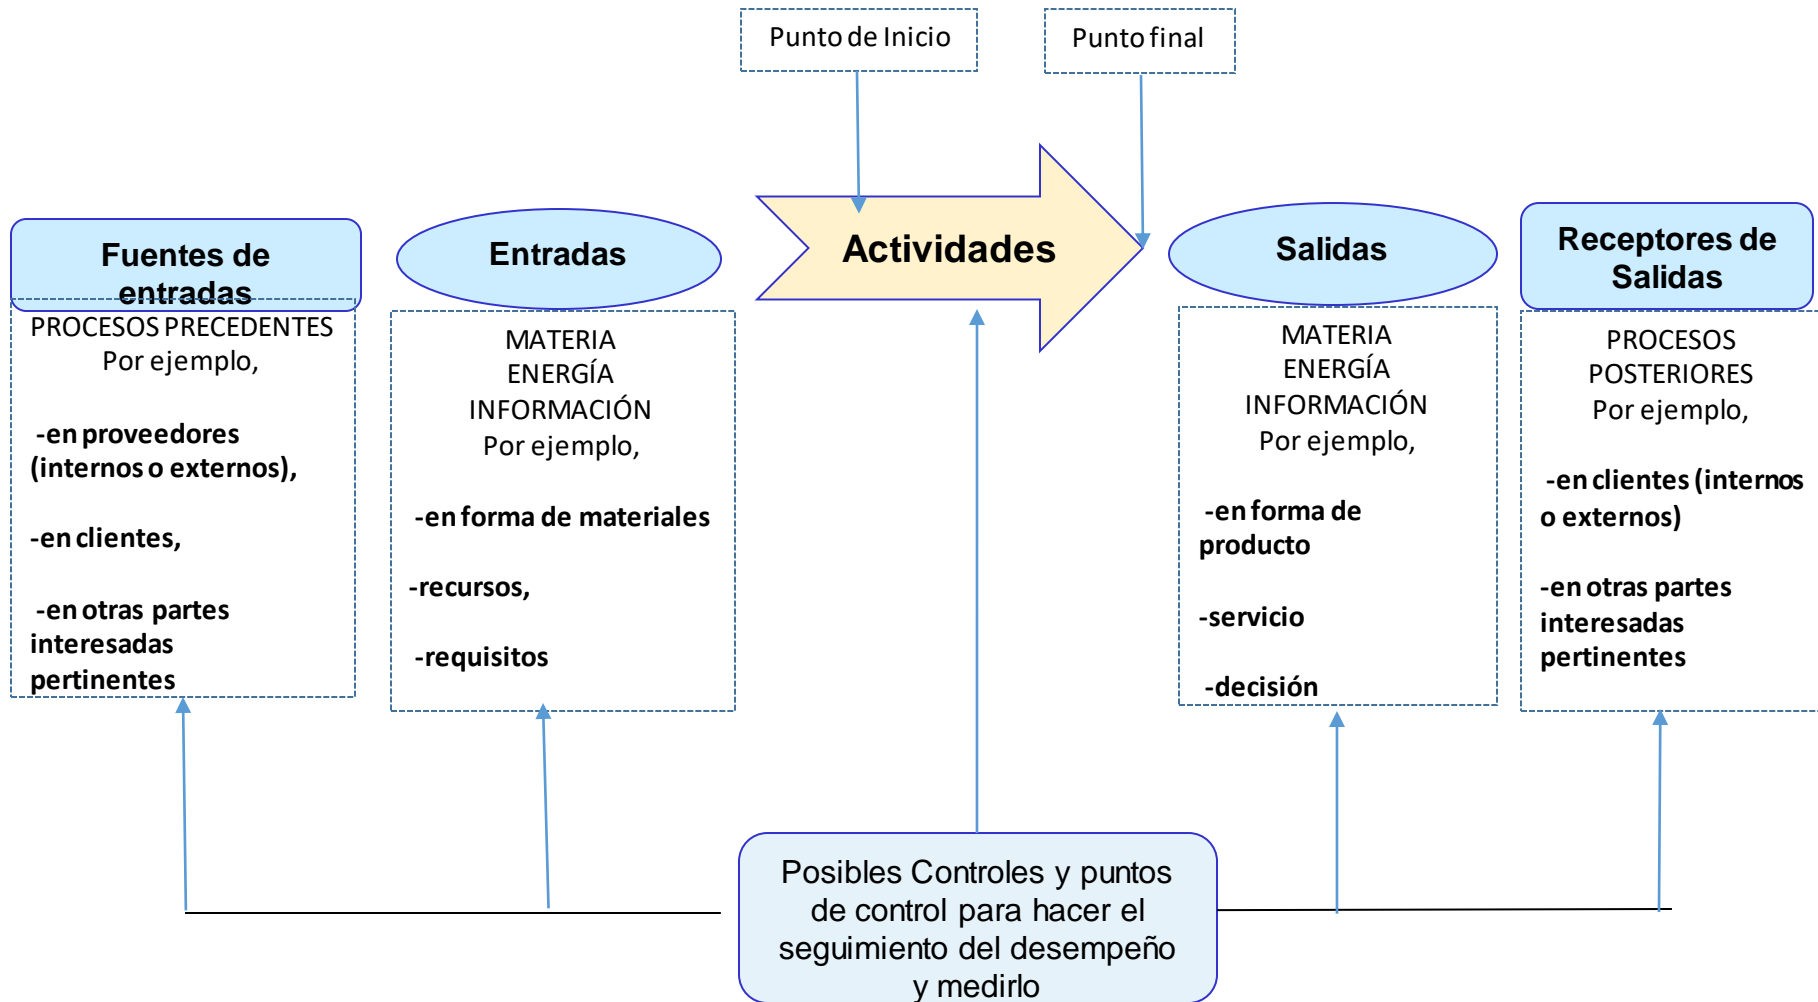 Punto de Inicio
Punto final
Fuentes de
entradas
PROCESOS PRECEDENTES
Por ejemplo,
-en proveedores
(internos o externos),
-en clientes,
-en otras partes
interesadas
pertinentes
Entradas
MATERIA
ENERGÍA
INFORMACIÓN
Por ejemplo,
-en forma de materiales
-recursos,
-requisitos
Actividades
Salidas
MATERIA
ENERGÍA
INFORMACIÓN
Por ejemplo,
-en forma de
producto
-servicio
-decisión
Receptores de
Salidas
PROCESOS
POSTERIORES
Por ejemplo,
-en clientes (internos
o externos)
-en otras partes
interesadas
pertinentes
Posibles Controles y puntos
de control para hacer el
seguimiento del desempeño
y medirlo